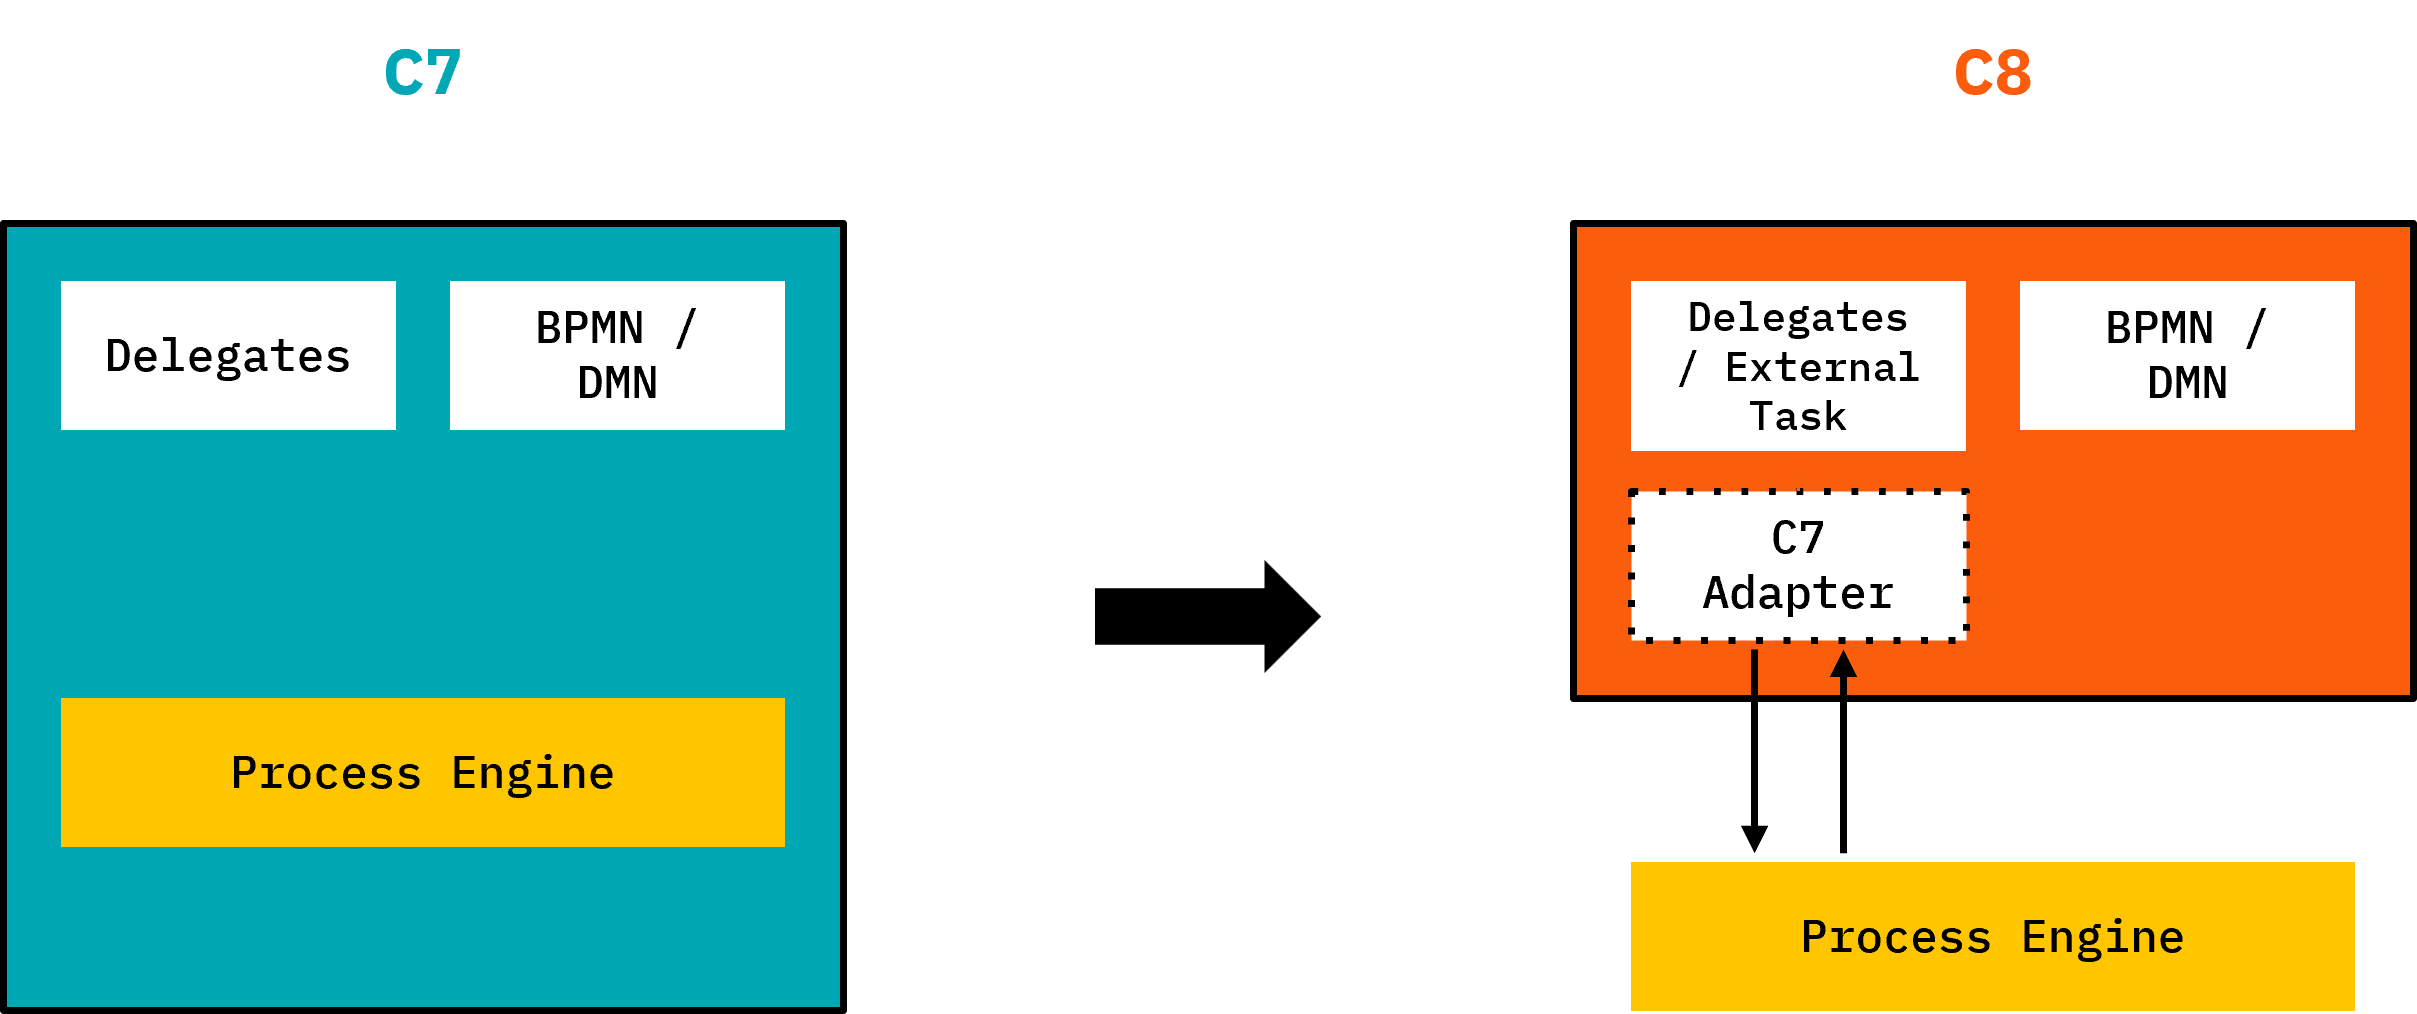 C7
C8
Delegates
BPMN /
DMN
Process Engine
Delegates
/ External
Task
BPMN /
DMN
C7
Adapter
Process Engine